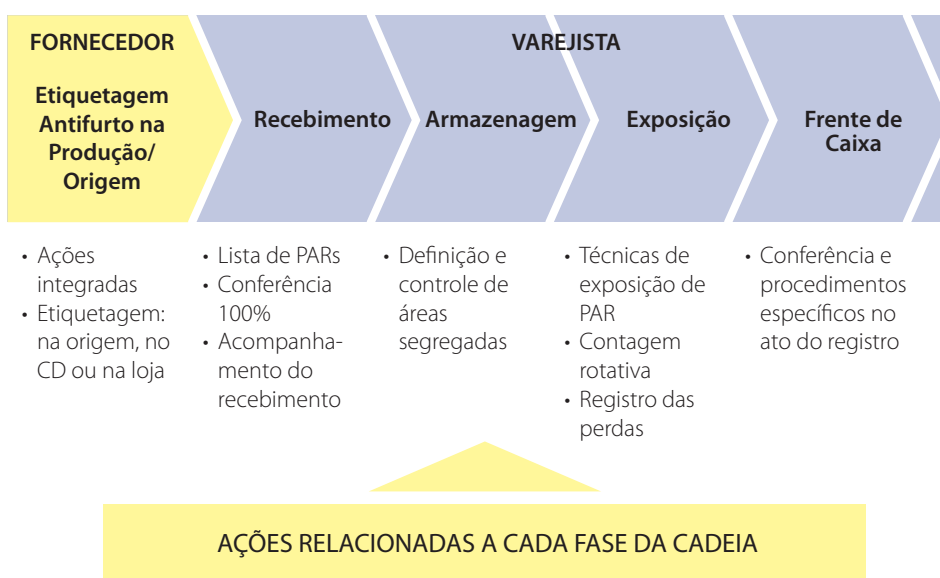 FORNECEDOR
Etiquetagem
Antifurto na
Produção/
Origem
VAREJISTA
Recebimento
Armazenagem
Exposição
Frente de
Caixa
• Ações
integradas
• Etiquetagem:
na origem, no
CD ou na loja
• Lista de PARs
• Conferência
100%
• Acompanha-
mento do
recebimento
• Definição e
controle de
áreas
segregadas
• Técnicas de
exposição de
PAR
• Contagem
rotativa
• Registro das
perdas
• Conferência e
procedimentos
específicos no
ato do registro
AÇÕES RELACIONADAS A CADA FASE DA CADEIA